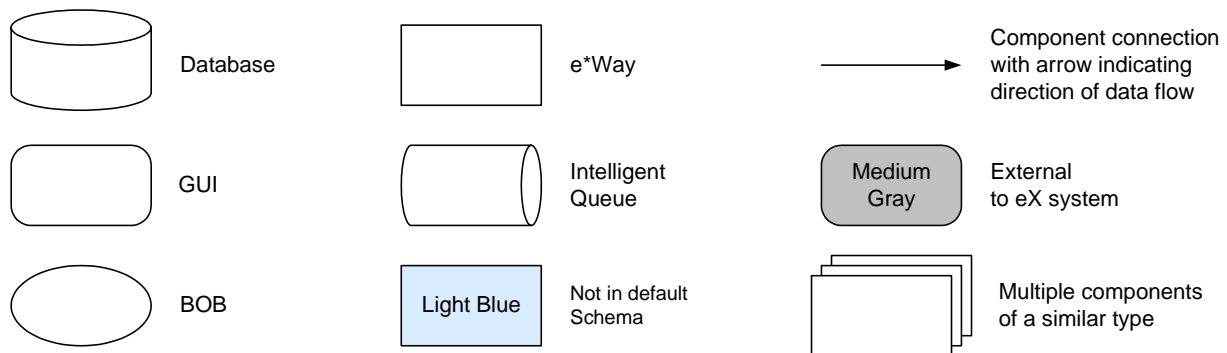 Database
e*Way
Component connection
with arrow indicating
direction of data flow
GUI
Intelligent
Queue
Medium
Gray
External
to eX system
BOB
Light Blue
Not in default
Schema
Multiple components
of a similar type